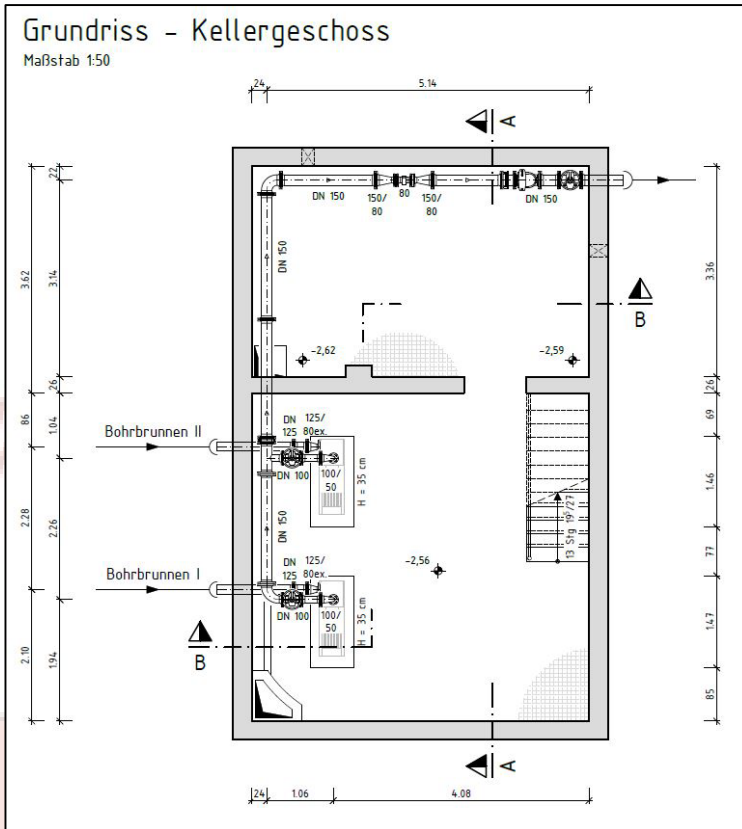 Grundriss - Kellergeschoss
Maßstab 1:50
24
5.14
A
22
DN 150
150/
80
80
150/
80
DN 150
3.62
3.14
DN 150
3.36
B
-2,62
-2,59
26
26
86
1.04
DN
125
125/
80ex.
69
Bohrbrunnen II
DN 100
100/
50
H = 35 cm
1.46
2.28
2.26
DN 150
13 Stg 19⁵/27
77
-2,56
Bohrbrunnen I
DN
125
125/
80ex.
DN 100
100/
50
H = 35 cm
1.47
B
2.10
1.94
85
A
24
1.06
4.08